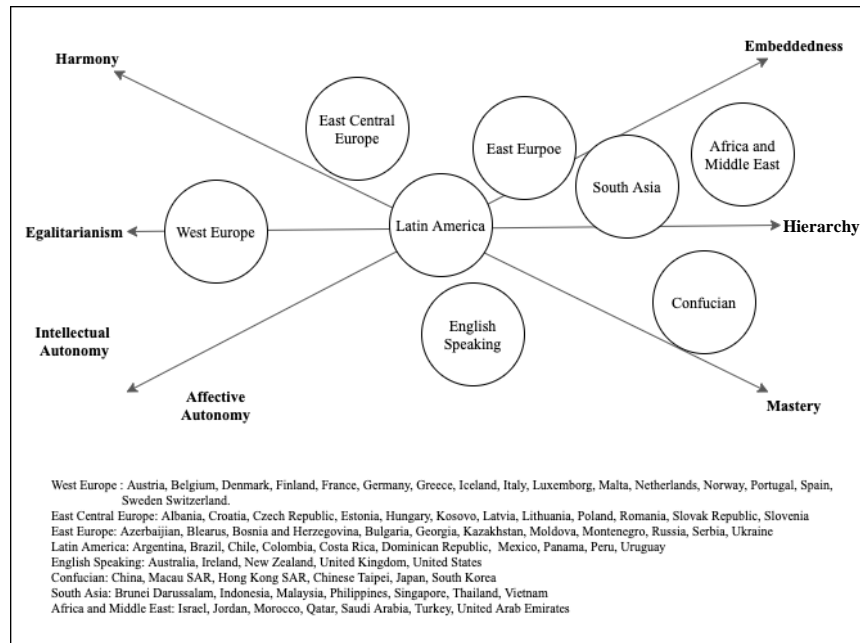 Embeddedness
Harmony
East Central
Europe
East Eurpoe
Africa and
Middle East
South Asia
Egalitarianism
West Europe
Latin America
Hierarchy
Confucian
Intellectual
Autonomy
English
Speaking
Affective
Autonomy
Mastery
West Europe : Austria, Belgium, Denmark, Finland, France, Germany, Greece, Iceland, Italy, Luxemborg, Malta, Netherlands, Norway, Portugal, Spain,
Sweden Switzerland.
East Central Europe: Albania, Croatia, Czech Republic, Estonia, Hungary, Kosovo, Latvia, Lithuania, Poland, Romania, Slovak Republic, Slovenia
East Europe: Azerbaijian, Blearus, Bosnia and Herzegovina, Bulgaria, Georgia, Kazakhstan, Moldova, Montenegro, Russia, Serbia, Ukraine
Latin America: Argentina, Brazil, Chile, Colombia, Costa Rica, Dominican Republic, Mexico, Panama, Peru, Uruguay
English Speaking: Australia, Ireland, New Zealand, United Kingdom, United States
Confucian: China, Macau SAR, Hong Kong SAR, Chinese Taipei, Japan, South Korea
South Asia: Brunei Darussalam, Indonesia, Malaysia, Philippines, Singapore, Thailand, Vietnam
Africa and Middle East: Israel, Jordan, Morocco, Qatar, Saudi Arabia, Turkey, United Arab Emirates